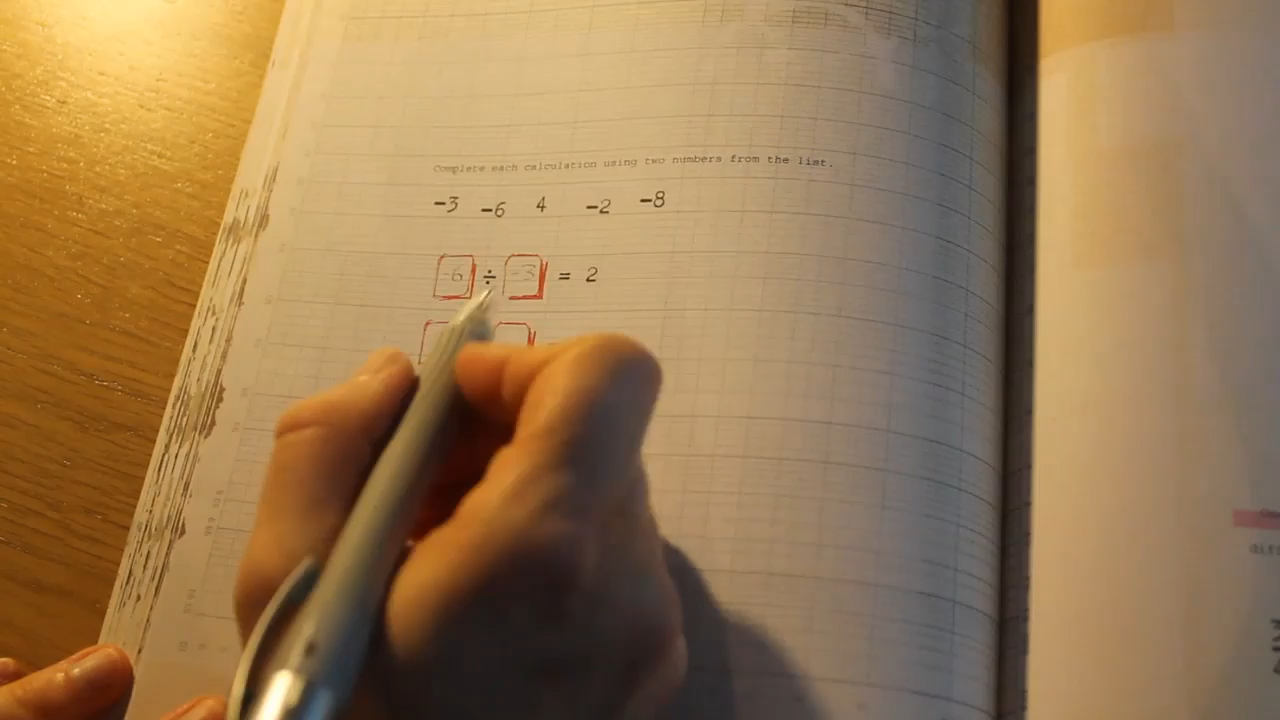 Complete each calculation using two numbers from the list.
-3 -6 4 -2 -8
-6 ÷ -3 = 2